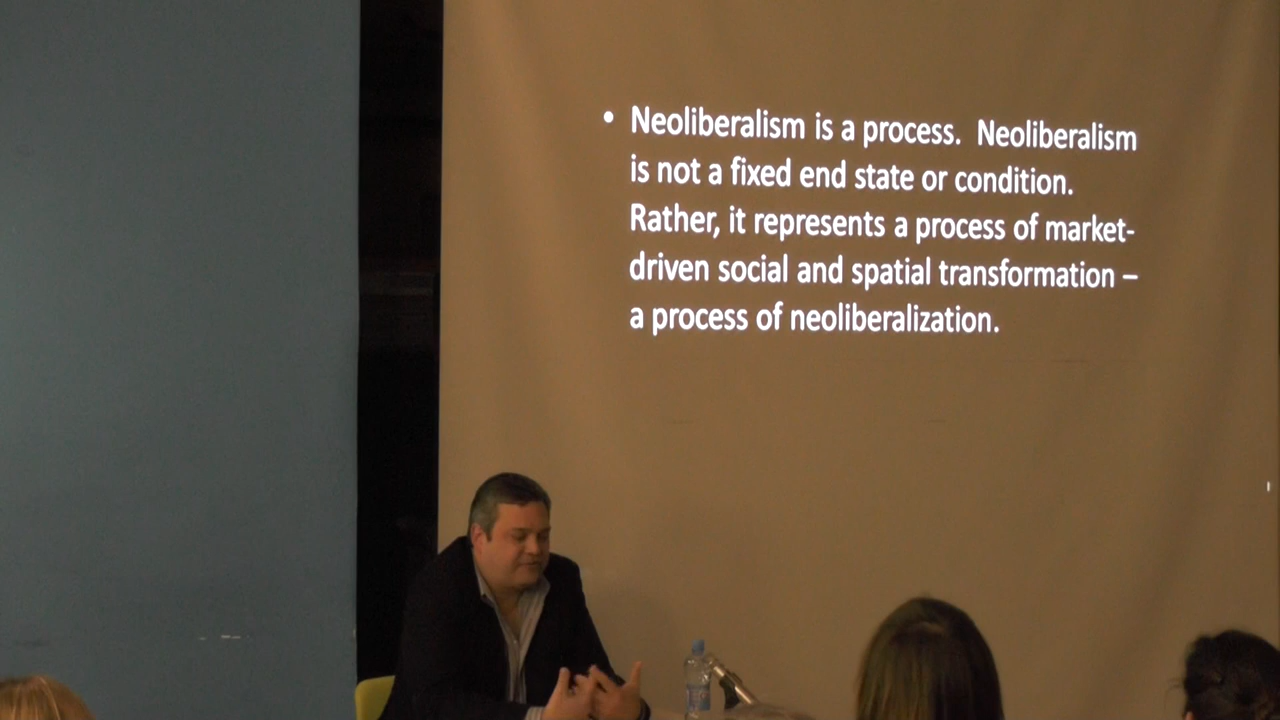 • Neoliberalism is a process.  Neoliberalism
is not a fixed end state or condition.
Rather, it represents a process of market-
driven social and spatial transformation –
a process of neoliberalization.